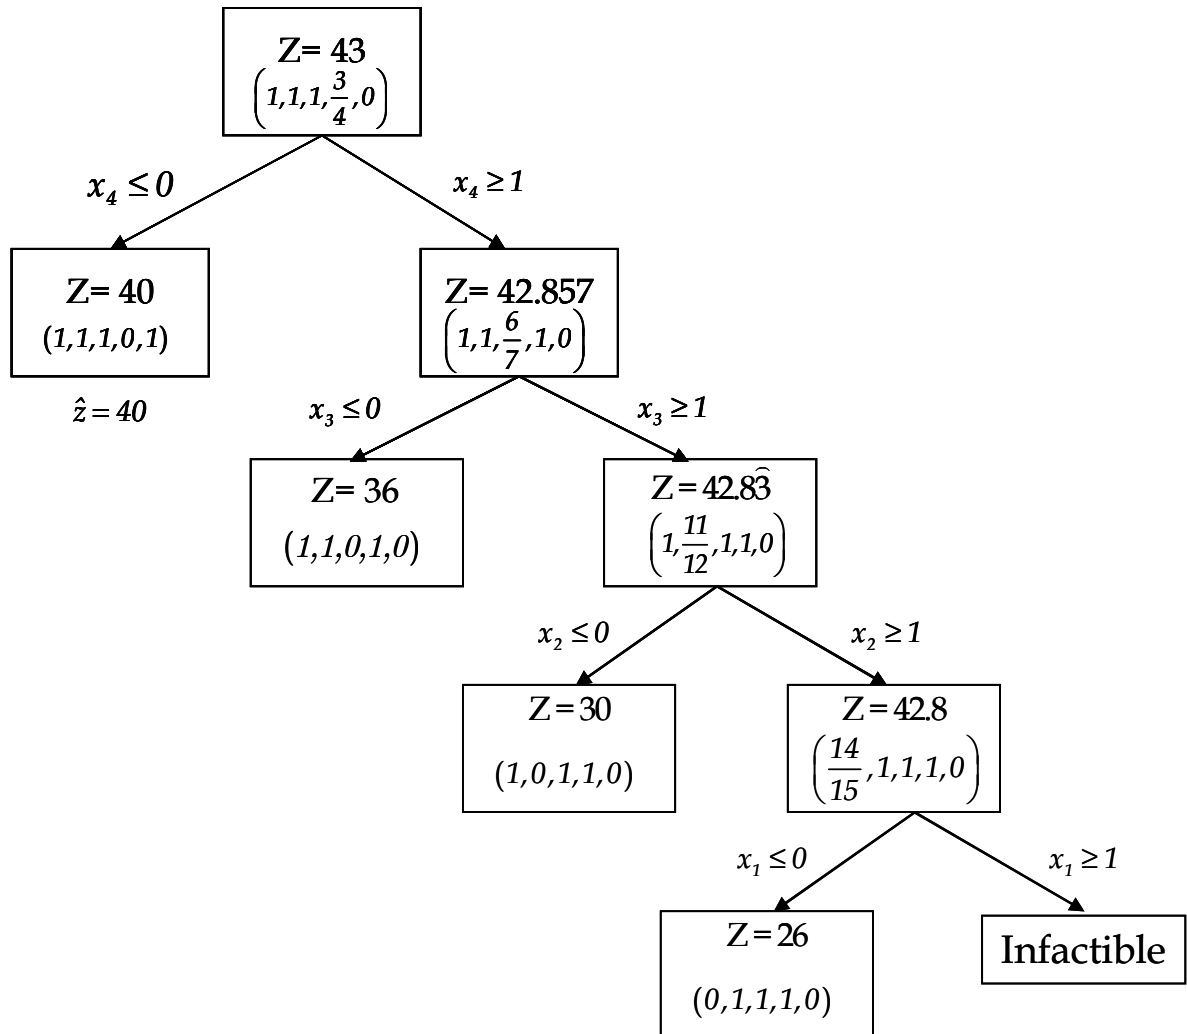 Z= 43
(1,1,1,3/4,0)
x4 ≤ 0
x4 ≥ 1
Z= 40
(1,1,1,0,1)
ẑ = 40
Z= 42.857
(1,1,6/7,1,0)
x3 ≤ 0
x3 ≥ 1
Z= 36
(1,1,0,1,0)
Z = 42.83̂
(1,11/12,1,1,0)
x2 ≤ 0
x2 ≥ 1
Z = 30
(1,0,1,1,0)
Z = 42.8
(14/15,1,1,1,0)
x1 ≤ 0
x1 ≥ 1
Z = 26
(0,1,1,1,0)
Infactible